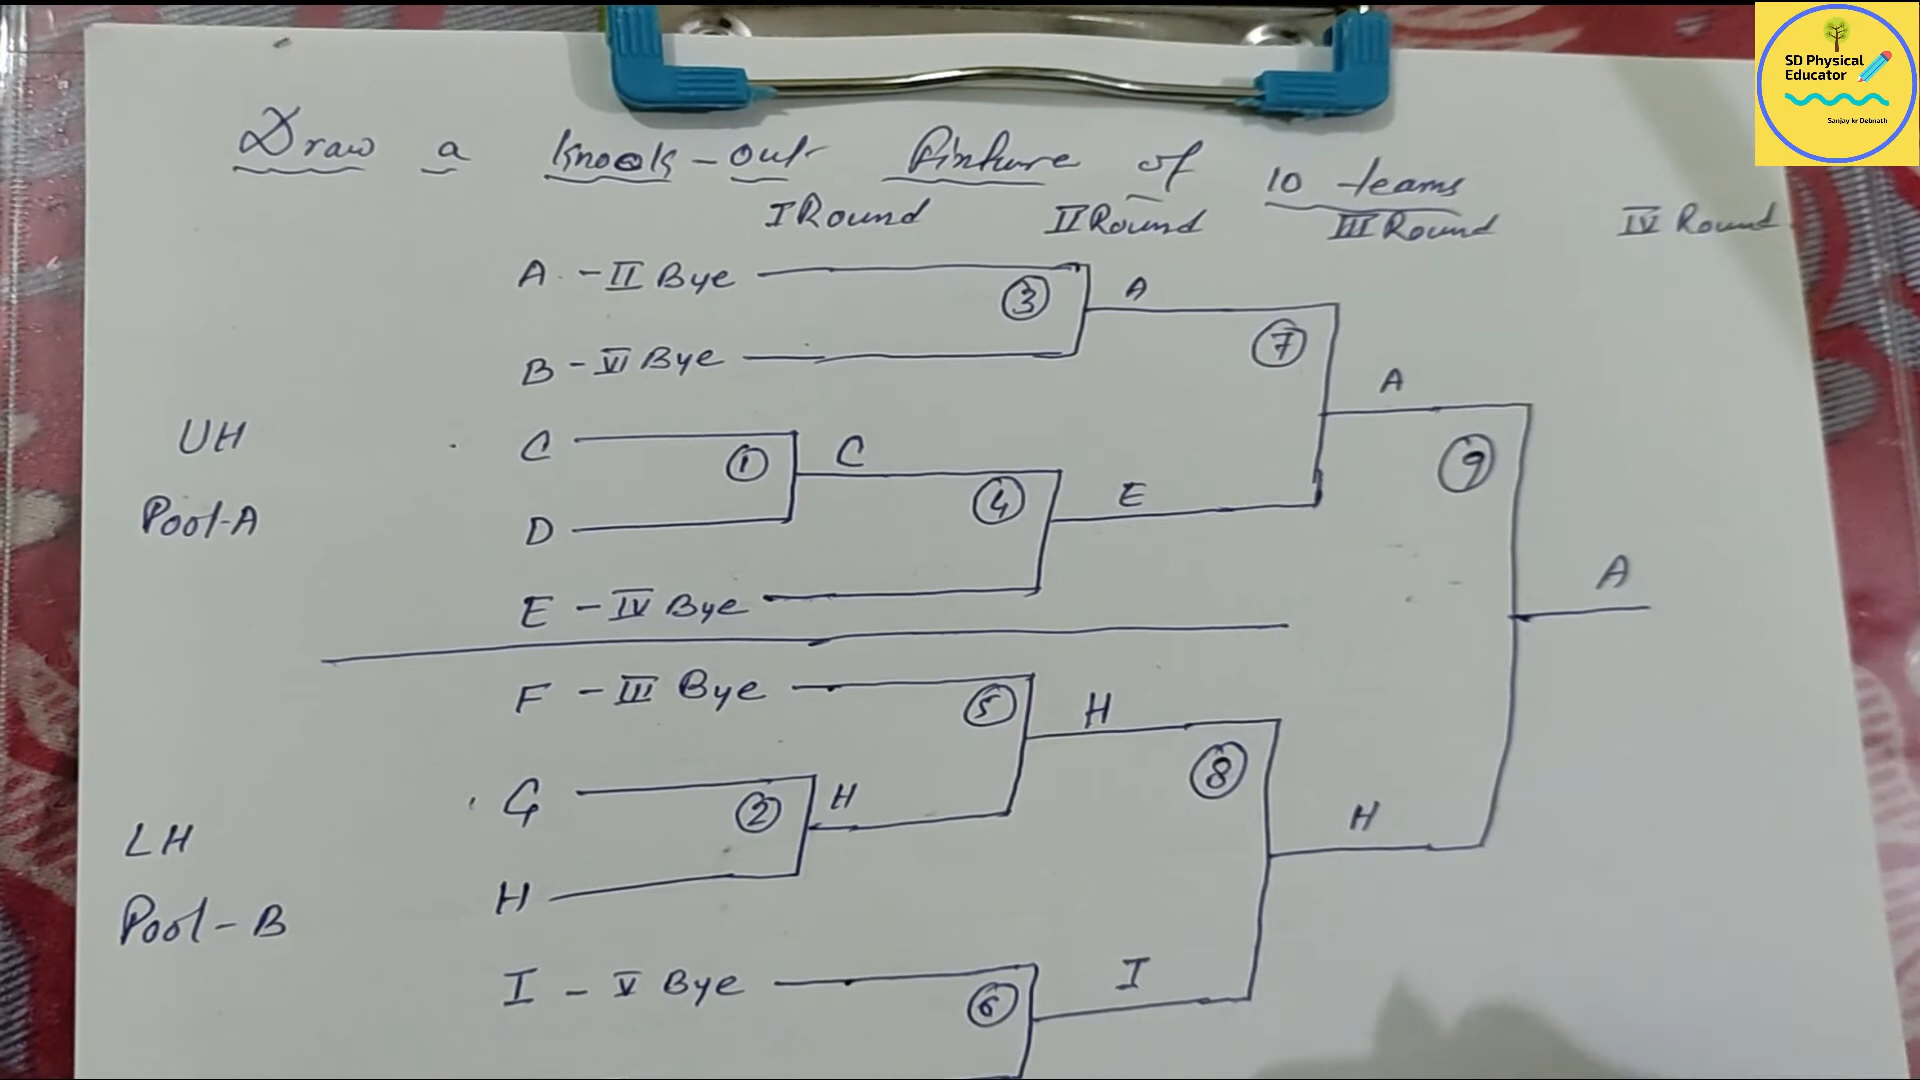 Draw a Knock-out Fixture of 10 teams
I Round II Round III Round IV Round
A - II Bye
③ A
⑦
B - VI Bye
A
UH
C
① C
⑨
Pool-A
④ E
D
A
E - IV Bye
F - III Bye
⑤ H
⑧
G
② H
LH
H
H
Pool-B
I - V Bye
I
⑥
SD Physical
Educator
Sanjay kr Debnath